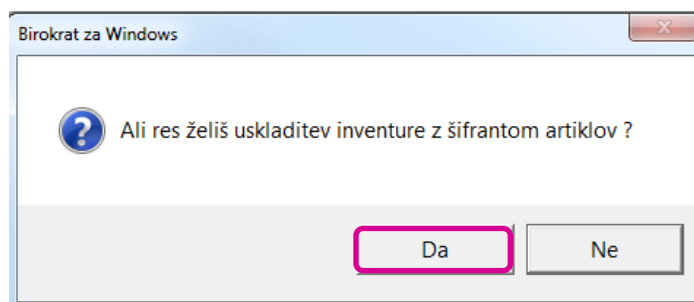 Birokrat za Windows
Ali res želiš uskladitev inventure z šifrantom artiklov ?
Da
Ne